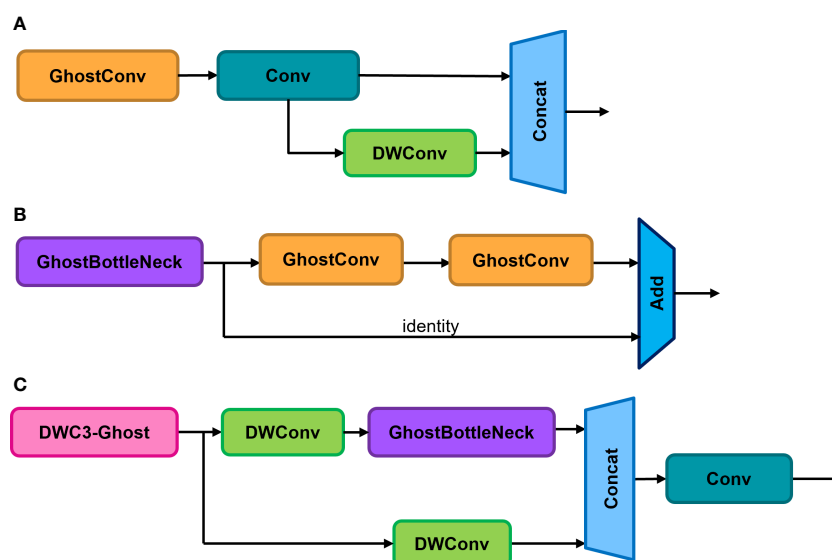 A
GhostConv
Conv
DWConv
Concat
B
GhostBottleNeck
GhostConv
GhostConv
Add
identity
C
DWC3-Ghost
DWConv
GhostBottleNeck
Concat
Conv
DWConv